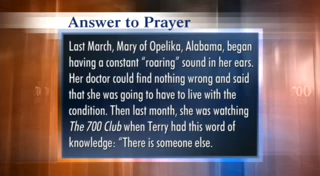 Answer to Prayer
Last March, Mary of Opelika, Alabama, began
having a constant “roaring” sound in her ears.
Her doctor could find nothing wrong and said
that she was going to have to live with the
condition. Then last month, she was watching
The 700 Club when Terry had this word of
knowledge: “There is someone else.